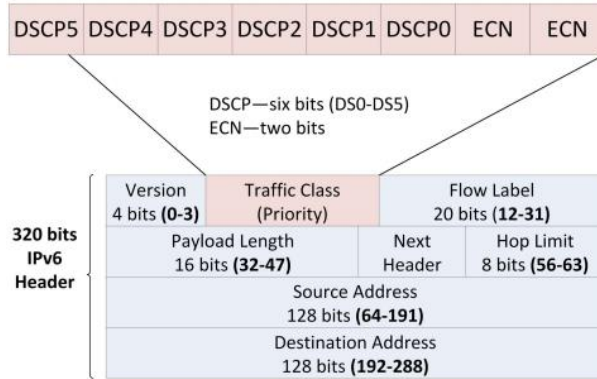 DSCP5 DSCP4 DSCP3 DSCP2 DSCP1 DSCP0 ECN ECN
DSCP—six bits (DS0-DS5)
ECN—two bits
320 bits
IPv6
Header
Version
4 bits (0-3)
Traffic Class
(Priority)
Flow Label
20 bits (12-31)
Payload Length
16 bits (32-47)
Next
Header
Hop Limit
8 bits (56-63)
Source Address
128 bits (64-191)
Destination Address
128 bits (192-288)